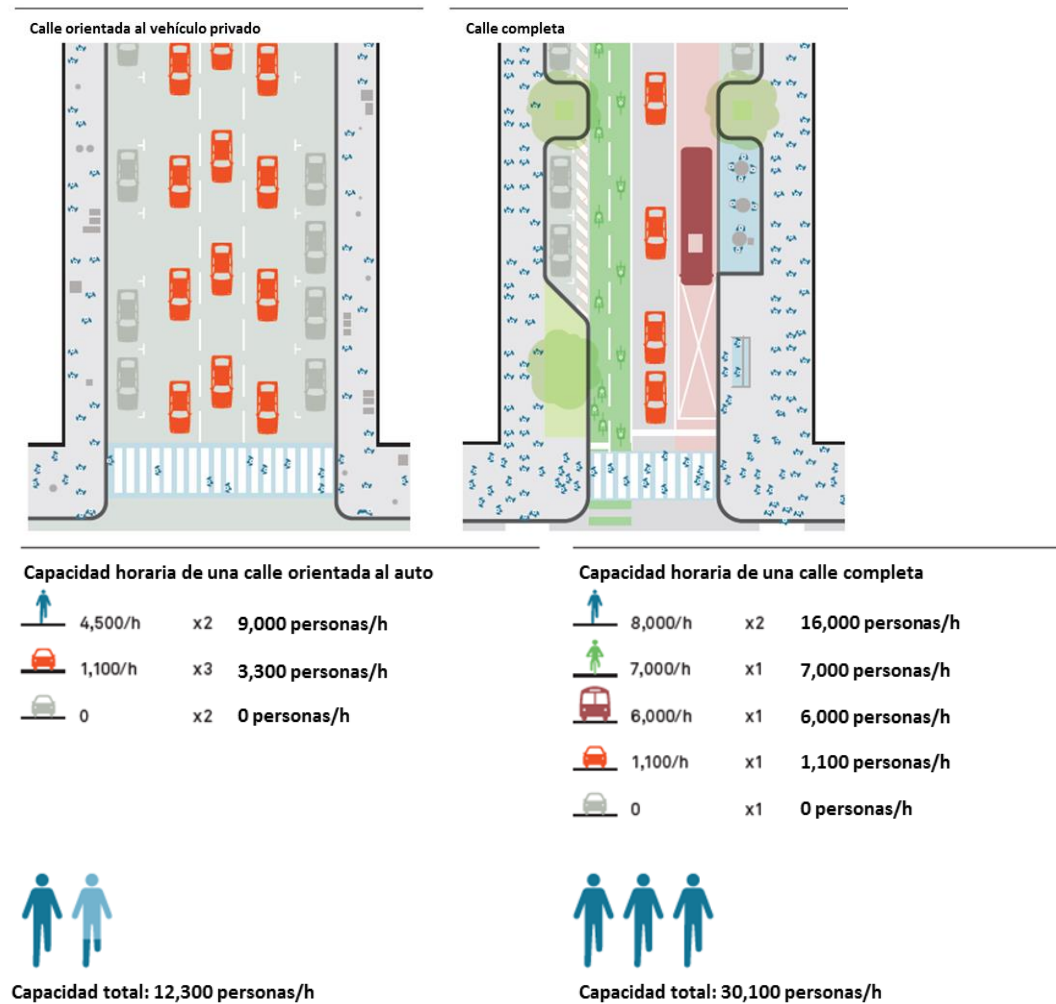 Calle orientada al vehículo privado
Calle completa
Capacidad horaria de una calle orientada al auto
4,500/h x2 9,000 personas/h
1,100/h x3 3,300 personas/h
0 x2 0 personas/h
Capacidad total: 12,300 personas/h
Capacidad horaria de una calle completa
8,000/h x2 16,000 personas/h
7,000/h x1 7,000 personas/h
6,000/h x1 6,000 personas/h
1,100/h x1 1,100 personas/h
0 x1 0 personas/h
Capacidad total: 30,100 personas/h